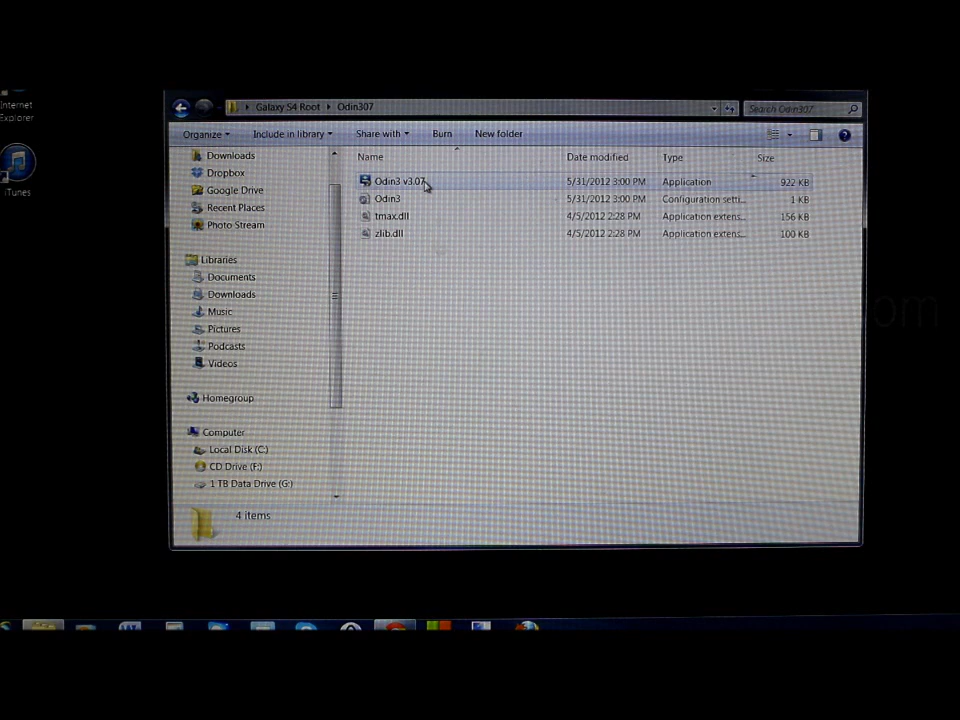 Internet
Explorer
iTunes
Galaxy S4 Root Odin307
Search Odin307
Organize Include in library Share with Burn New folder
Name Date modified Type Size
Downloads
Dropbox
Google Drive
Recent Places
Photo Stream
Libraries
Documents
Downloads
Music
Pictures
Podcasts
Videos
Homegroup
Computer
Local Disk (C:)
CD Drive (F:)
1 TB Data Drive (G:)
Odin3 v3.07 5/31/2012 3:00 PM Application 922 KB
Odin3 5/31/2012 3:00 PM Configuration setti... 1 KB
tmax.dll 4/5/2012 2:28 PM Application extens... 156 KB
zlib.dll 4/5/2012 2:28 PM Application extens... 100 KB
4 items
om